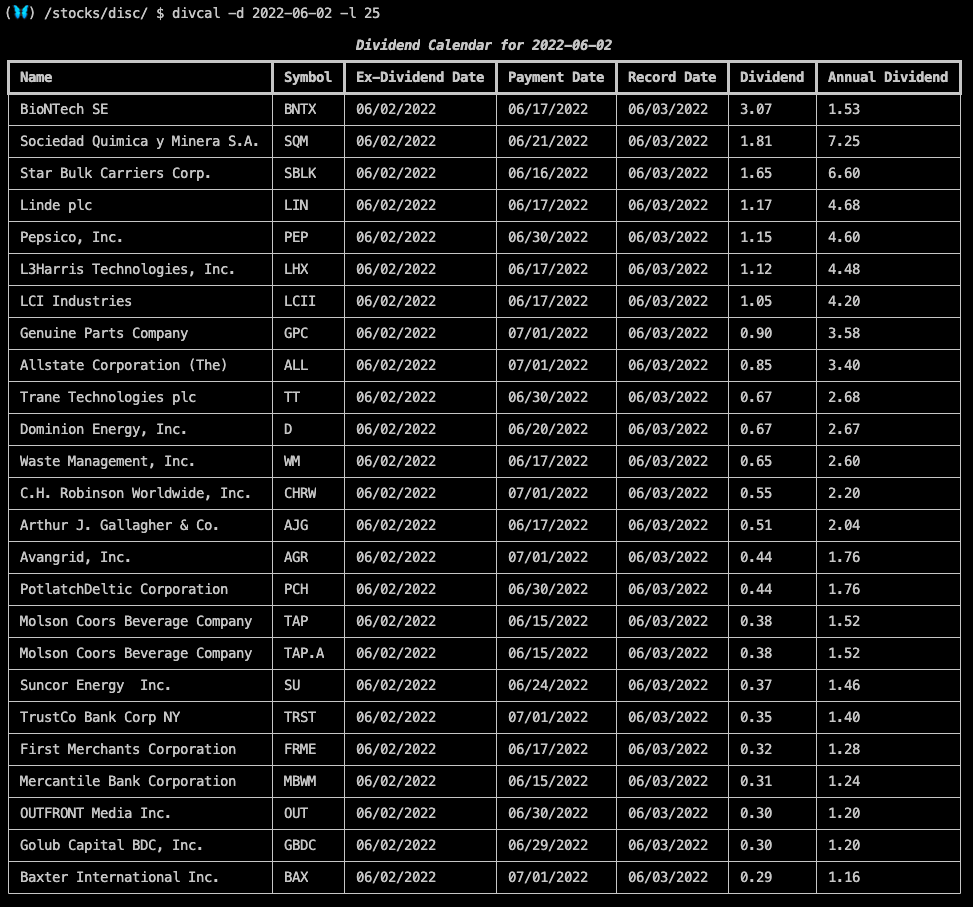 (🦋) /stocks/disc/ $ divcal -d 2022-06-02 -l 25
Dividend Calendar for 2022-06-02
Name Symbol Ex-Dividend Date Payment Date Record Date Dividend Annual Dividend
BioNTech SE BNTX 06/02/2022 06/17/2022 06/03/2022 3.07 1.53
Sociedad Quimica y Minera S.A. SQM 06/02/2022 06/21/2022 06/03/2022 1.81 7.25
Star Bulk Carriers Corp. SBLK 06/02/2022 06/16/2022 06/03/2022 1.65 6.60
Linde plc LIN 06/02/2022 06/17/2022 06/03/2022 1.17 4.68
Pepsico, Inc. PEP 06/02/2022 06/30/2022 06/03/2022 1.15 4.60
L3Harris Technologies, Inc. LHX 06/02/2022 06/17/2022 06/03/2022 1.12 4.48
LCI Industries LCII 06/02/2022 06/17/2022 06/03/2022 1.05 4.20
Genuine Parts Company GPC 06/02/2022 07/01/2022 06/03/2022 0.90 3.58
Allstate Corporation (The) ALL 06/02/2022 07/01/2022 06/03/2022 0.85 3.40
Trane Technologies plc TT 06/02/2022 06/30/2022 06/03/2022 0.67 2.68
Dominion Energy, Inc. D 06/02/2022 06/20/2022 06/03/2022 0.67 2.67
Waste Management, Inc. WM 06/02/2022 06/17/2022 06/03/2022 0.65 2.60
C.H. Robinson Worldwide, Inc. CHRW 06/02/2022 07/01/2022 06/03/2022 0.55 2.20
Arthur J. Gallagher & Co. AJG 06/02/2022 06/17/2022 06/03/2022 0.51 2.04
Avangrid, Inc. AGR 06/02/2022 07/01/2022 06/03/2022 0.44 1.76
PotlatchDeltic Corporation PCH 06/02/2022 06/30/2022 06/03/2022 0.44 1.76
Molson Coors Beverage Company TAP 06/02/2022 06/15/2022 06/03/2022 0.38 1.52
Molson Coors Beverage Company TAP.A 06/02/2022 06/15/2022 06/03/2022 0.38 1.52
Suncor Energy  Inc. SU 06/02/2022 06/24/2022 06/03/2022 0.37 1.46
TrustCo Bank Corp NY TRST 06/02/2022 07/01/2022 06/03/2022 0.35 1.40
First Merchants Corporation FRME 06/02/2022 06/17/2022 06/03/2022 0.32 1.28
Mercantile Bank Corporation MBWM 06/02/2022 06/15/2022 06/03/2022 0.31 1.24
OUTFRONT Media Inc. OUT 06/02/2022 06/30/2022 06/03/2022 0.30 1.20
Golub Capital BDC, Inc. GBDC 06/02/2022 06/29/2022 06/03/2022 0.30 1.20
Baxter International Inc. BAX 06/02/2022 07/01/2022 06/03/2022 0.29 1.16